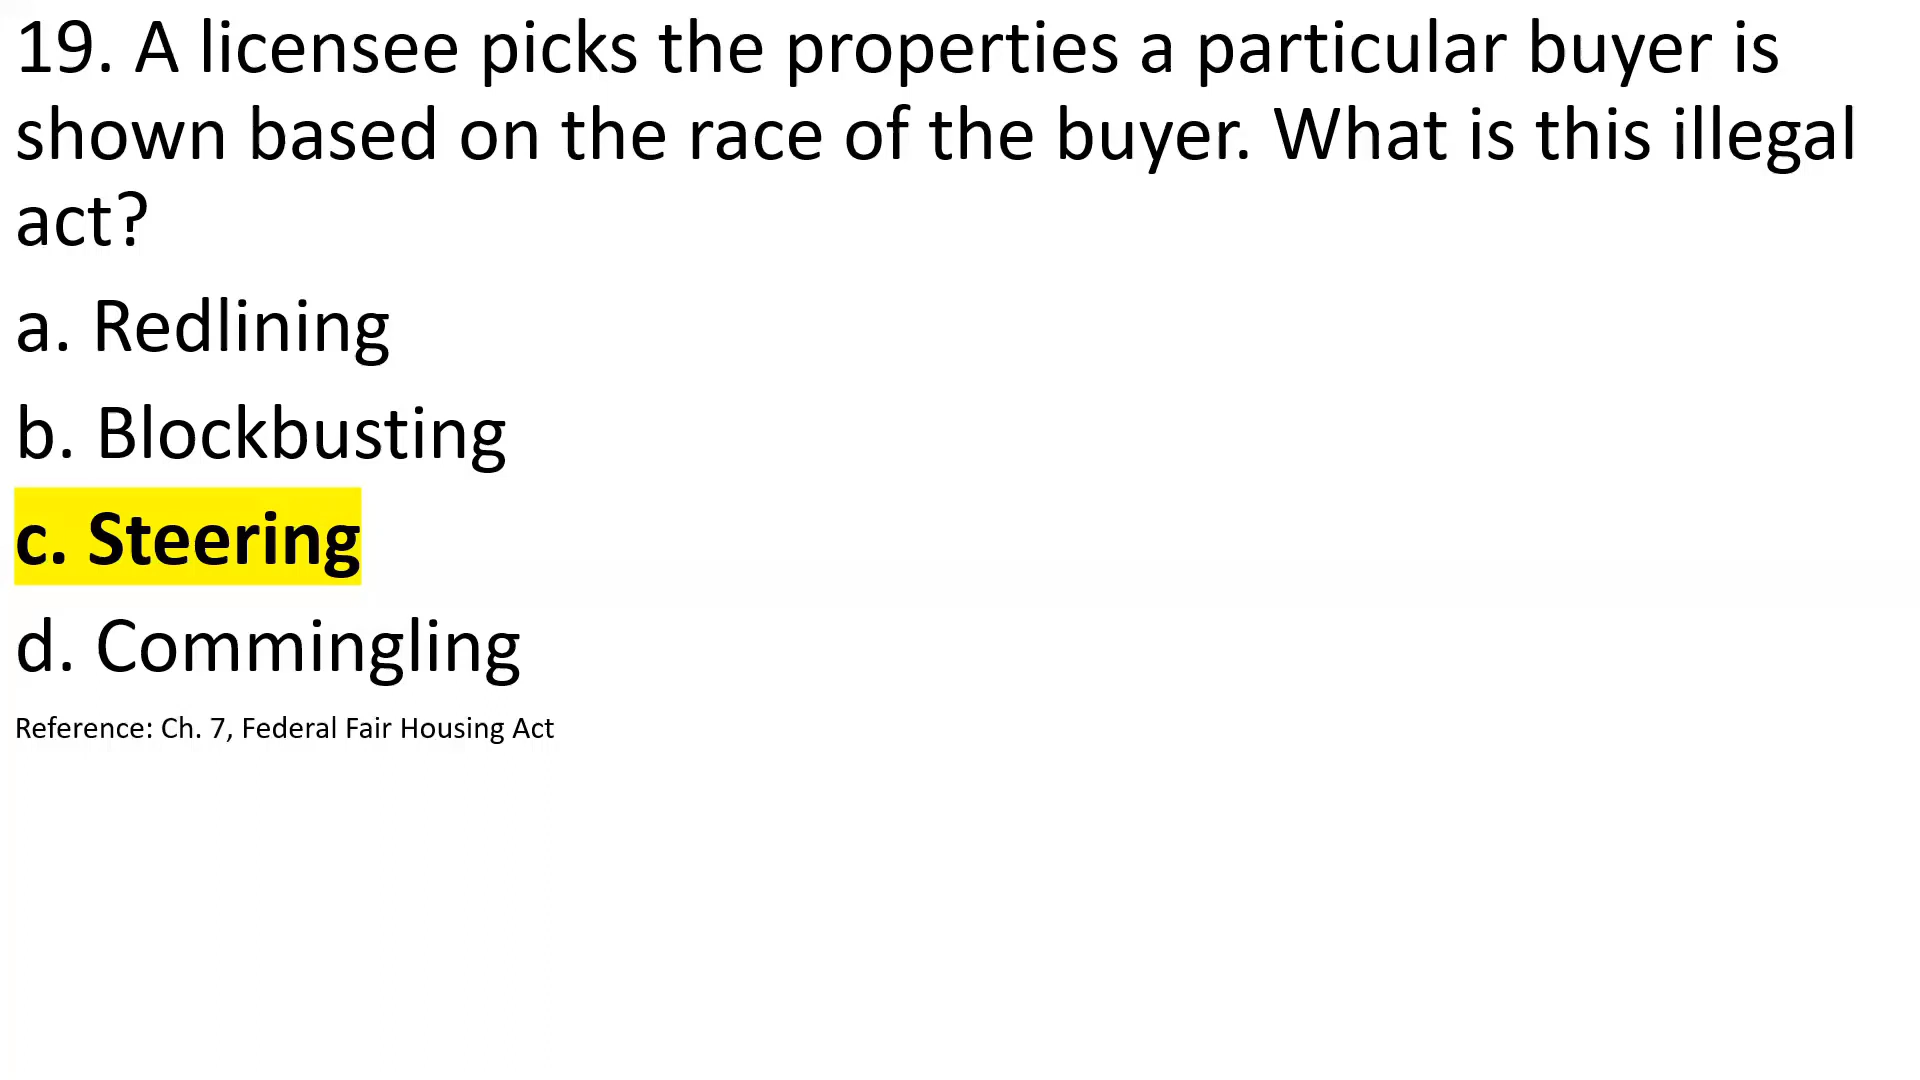 19. A licensee picks the properties a particular buyer is
shown based on the race of the buyer. What is this illegal
act?
a. Redlining
b. Blockbusting
c. Steering
d. Commingling
Reference: Ch. 7, Federal Fair Housing Act